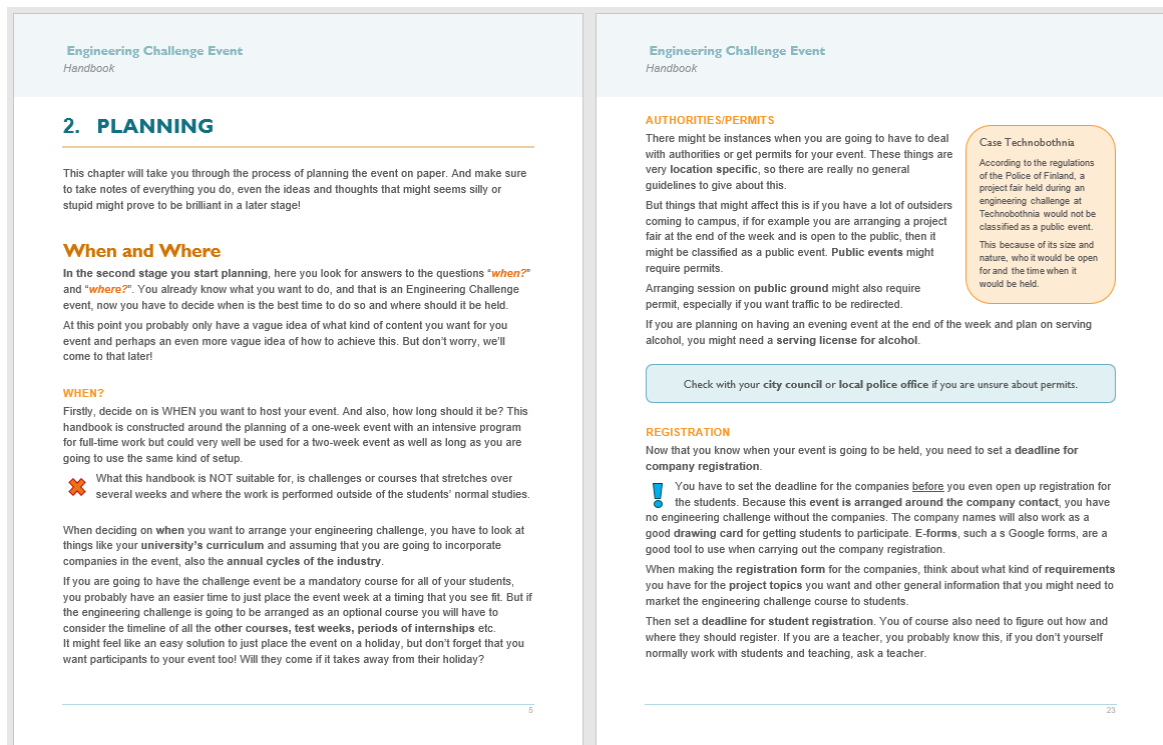 Engineering Challenge Event
Handbook
2. PLANNING
This chapter will take you through the process of planning the event on paper. And make sure
to take notes of everything you do, even the ideas and thoughts that might seems silly or
stupid might prove to be brilliant in a later stage!
When and Where
In the second stage you start planning, here you look for answers to the questions “when?”
and “where?”. You already know what you want to do, and that is an Engineering Challenge
event, now you have to decide when is the best time to do so and where should it be held.
At this point you probably only have a vague idea of what kind of content you want for you
event and perhaps an even more vague idea of how to achieve this. But don’t worry, we’ll
come to that later!
WHEN?
Firstly, decide on is WHEN you want to host your event. And also, how long should it be? This
handbook is constructed around the planning of a one-week event with an intensive program
for full-time work but could very well be used for a two-week event as well as long as you are
going to use the same kind of setup.
What this handbook is NOT suitable for, is challenges or courses that stretches over
several weeks and where the work is performed outside of the students’ normal studies.
When deciding on when you want to arrange your engineering challenge, you have to look at
things like your university’s curriculum and assuming that you are going to incorporate
companies in the event, also the annual cycles of the industry.
If you are going to have the challenge event be a mandatory course for all of your students,
you probably have an easier time to just place the event week at a timing that you see fit. But if
the engineering challenge is going to be arranged as an optional course you will have to
consider the timeline of all the other courses, test weeks, periods of internships etc.
It might feel like an easy solution to just place the event on a holiday, but don’t forget that you
want participants to your event too! Will they come if it takes away from their holiday?
5
Engineering Challenge Event
Handbook
AUTHORITIES/PERMITS
There might be instances when you are going to have to deal
with authorities or get permits for your event. These things are
very location specific, so there are really no general
guidelines to give about this.
But things that might affect this is if you have a lot of outsiders
coming to campus, if for example you are arranging a project
fair at the end of the week and is open to the public, then it
might be classified as a public event. Public events might
require permits.
Arranging session on public ground might also require
permit, especially if you want traffic to be redirected.
If you are planning on having an evening event at the end of the week and plan on serving
alcohol, you might need a serving license for alcohol.
Case Technobothnia
According to the regulations
of the Police of Finland, a
project fair held during an
engineering challenge at
Technobothnia would not be
classified as a public event.
This because of its size and
nature, who it would be open
for and the time when it
would be held.
Check with your city council or local police office if you are unsure about permits.
REGISTRATION
Now that you know when your event is going to be held, you need to set a deadline for
company registration.
You have to set the deadline for the companies before you even open up registration for
the students. Because this event is arranged around the company contact, you have
no engineering challenge without the companies. The company names will also work as a
good drawing card for getting students to participate. E-forms, such a s Google forms, are a
good tool to use when carrying out the company registration.
When making the registration form for the companies, think about what kind of requirements
you have for the project topics you want and other general information that you might need to
market the engineering challenge course to students.
Then set a deadline for student registration. You of course also need to figure out how and
where they should register. If you are a teacher, you probably know this, if you don’t yourself
normally work with students and teaching, ask a teacher.
23